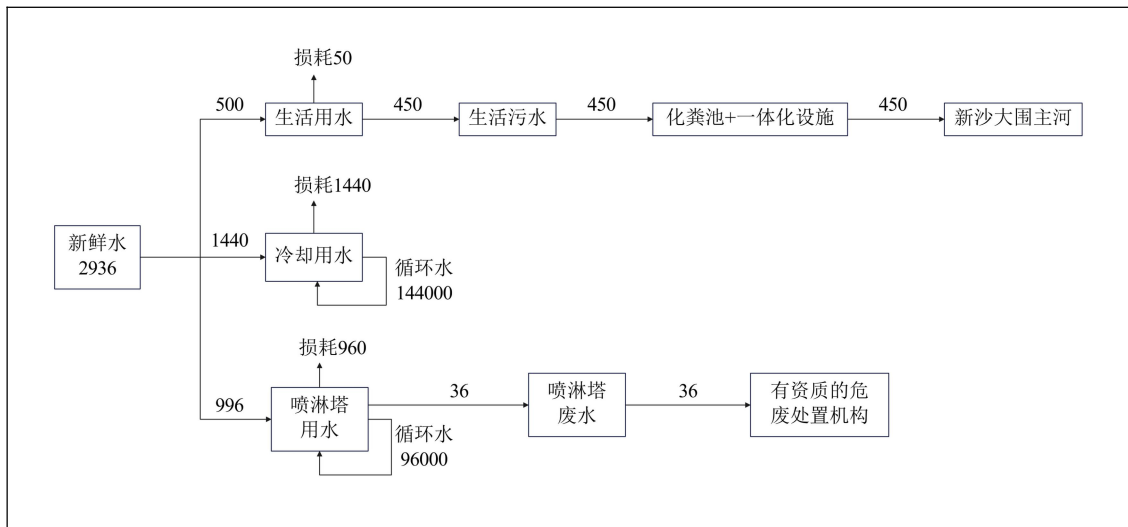 损耗50
500
生活用水
450
生活污水
450
化粪池+一体化设施
450
新沙大围主河
损耗1440
新鲜水
2936
1440
冷却用水
循环水
144000
损耗960
996
喷淋塔
用水
循环水
96000
36
喷淋塔
废水
36
有资质的危
废处置机构